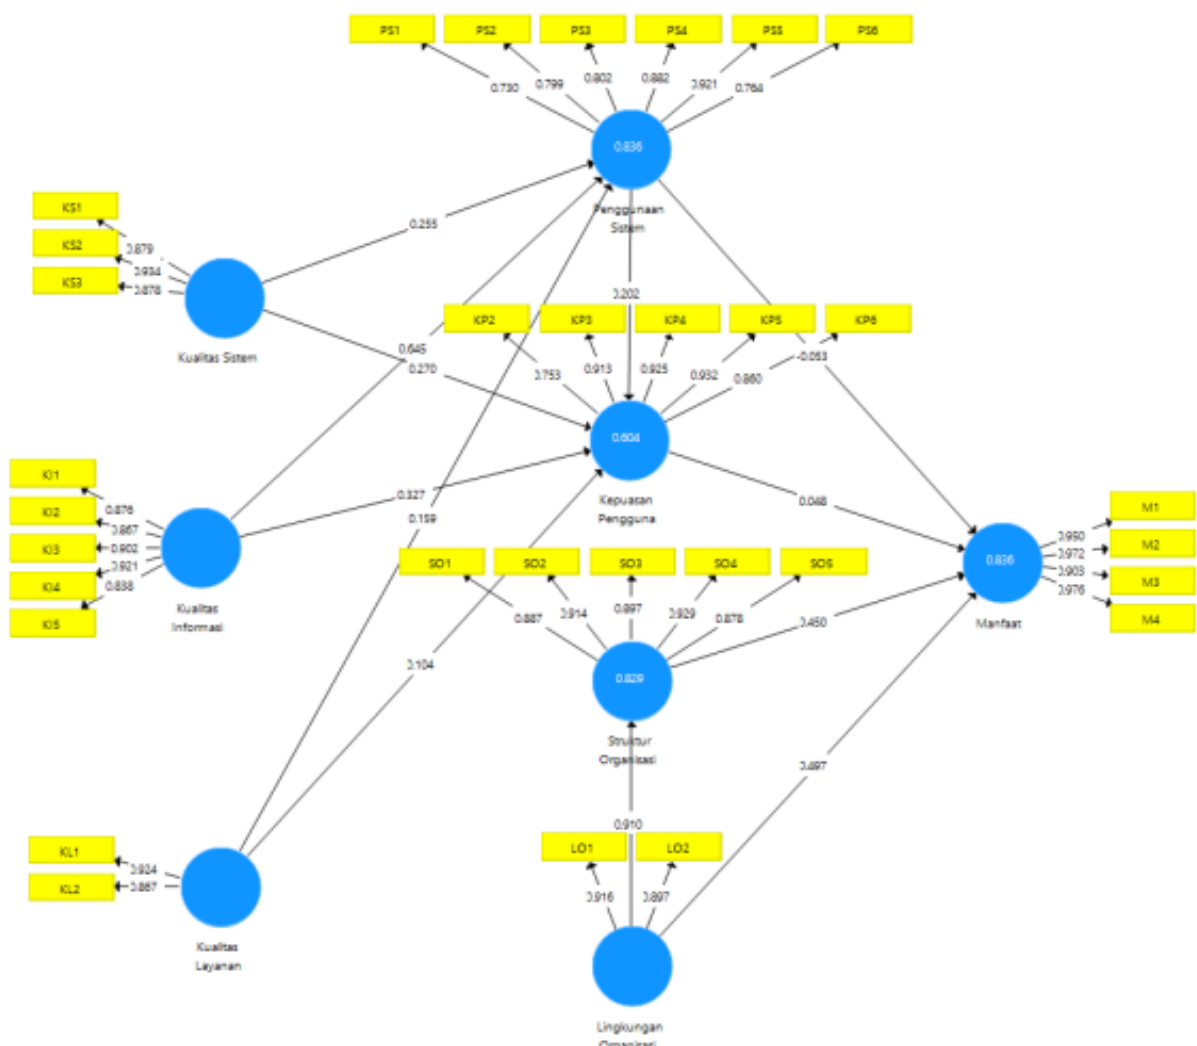 PS1 PS2 PS3 PS4 PS5 PS6
0.730 0.799 0.802 0.882 0.921 0.764
0.836
Penggunaan
Sistem
KS1
KS2
KS3
0.879
0.934
0.878
Kualitas Sistem
0.255
0.202
KP2 KP3 KP4 KP5 KP6
0.645
0.270
-0.053
0.753 0.913 0.925 0.932 0.860
0.604
Kepuasan
Pengguna
KI1
KI2
KI3
KI4
KI5
0.876
0.867
0.902
0.921
0.838
Kualitas
Informasi
0.327
0.159
0.048
SO1 SO2 SO3 SO4 SO5
0.887 0.914 0.897 0.929 0.878
0.829
Struktur
Organisasi
0.450
0.836
Manfaat
0.972
0.903
0.976
M1
M2
M3
M4
0.104
0.497
0.910
KL1
KL2
0.924
0.867
Kualitas
Layanan
LO1 LO2
0.916 0.897
Lingkungan
Organisasi